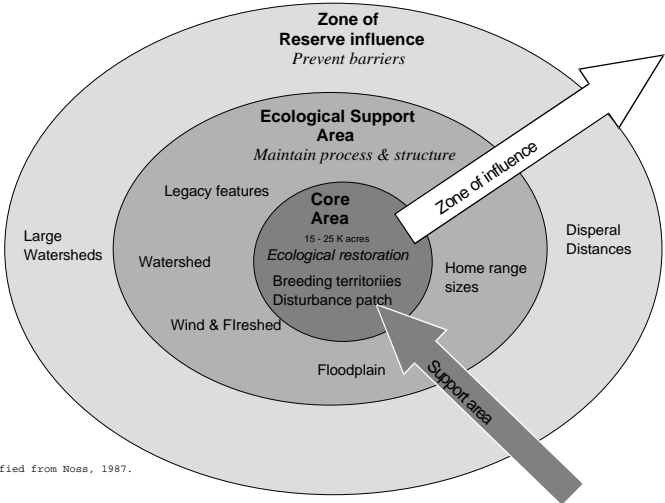 Zone of
Reserve influence
Prevent barriers
Ecological Support
Area
Maintain process & structure
Zone of influence
Legacy features
Core
Area
15 - 25 K acres
Ecological restoration
Breeding territoriies
Disturbance patch
Large
Watersheds
Watershed
Disperal
Distances
Home range
sizes
Wind & FIreshed
Floodplain
Support area
fied from Noss, 1987.